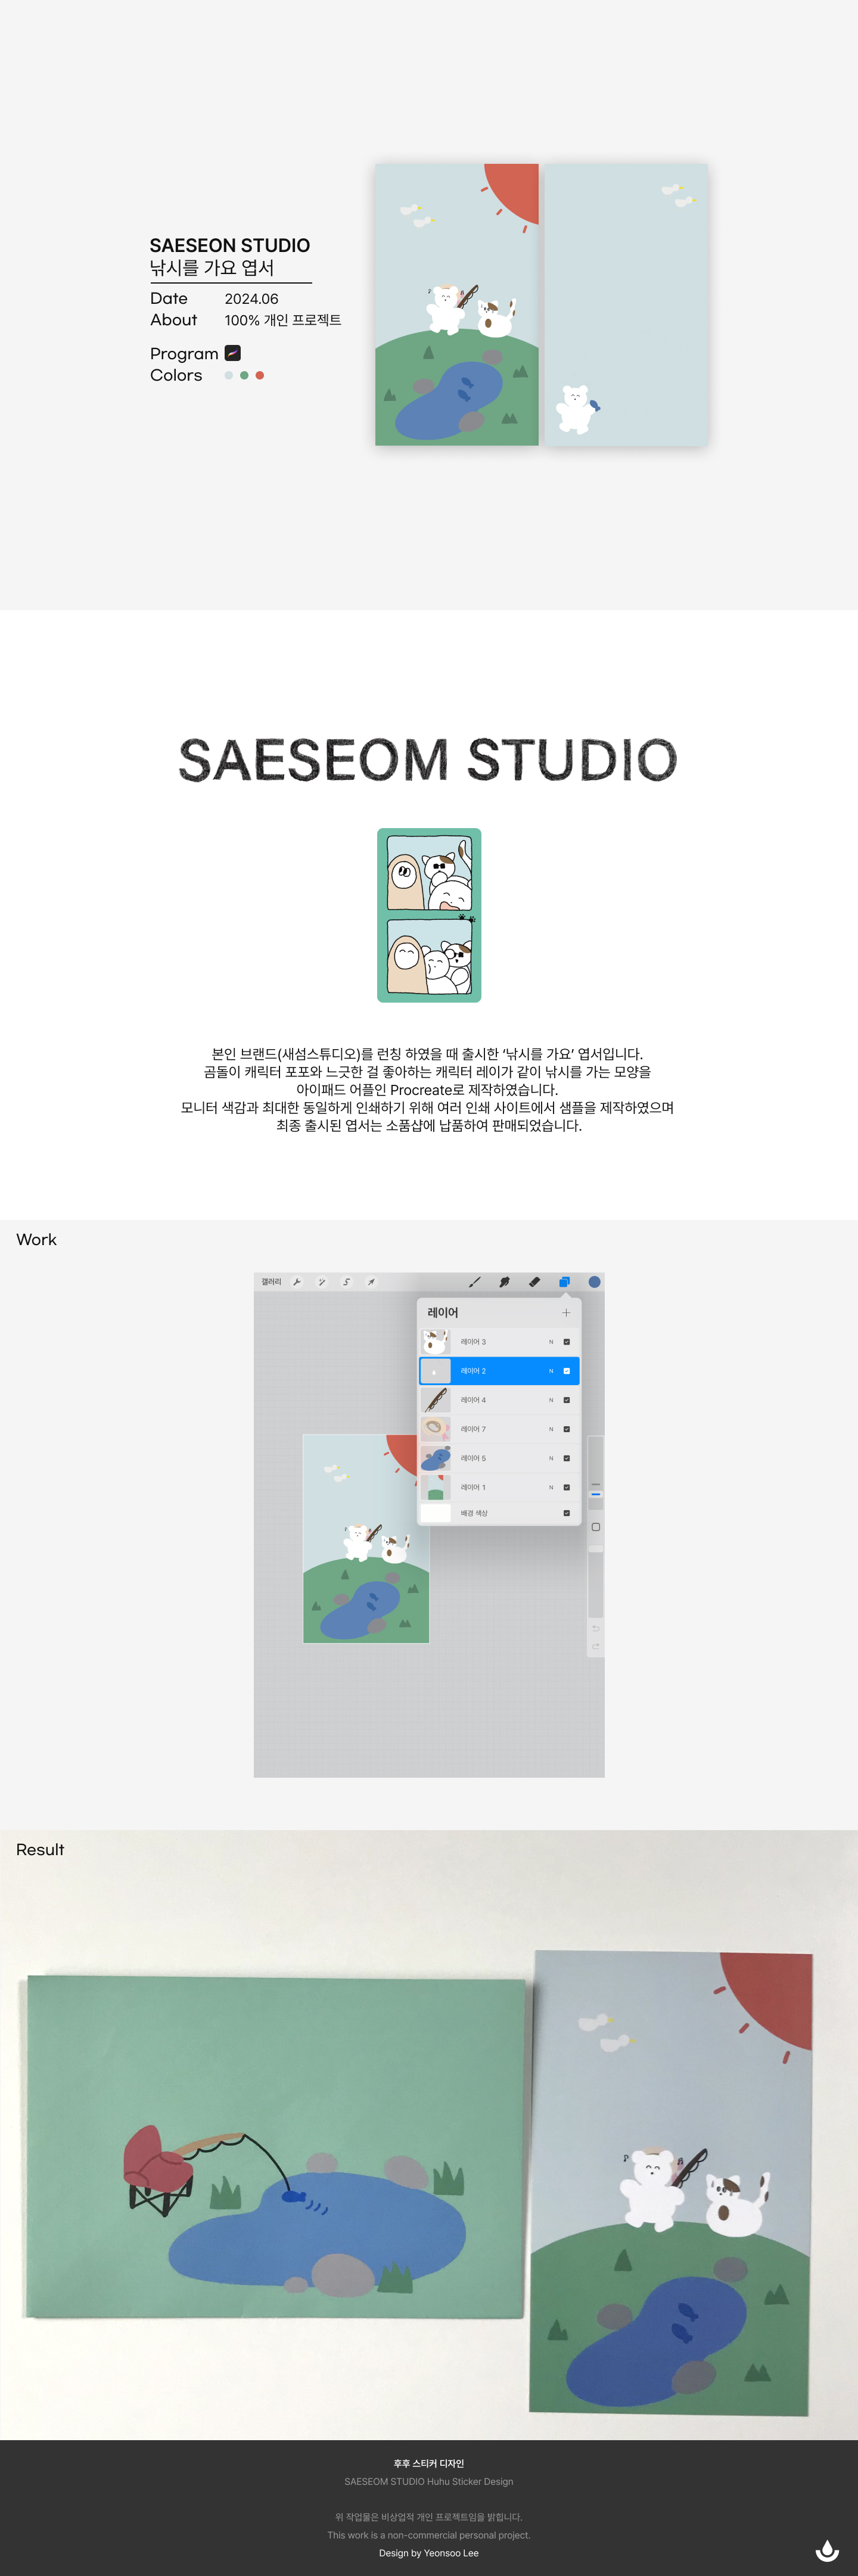 SAESEON STUDIO
낚시를 가요 엽서
Date 2024.06
About 100% 개인 프로젝트
Program
Colors
SAESEOM STUDIO
본인 브랜드(새섬스튜디오)를 런칭 하였을 때 출시한 ‘낚시를 가요’ 엽서입니다.
곰돌이 캐릭터 포포와 느긋한 걸 좋아하는 캐릭터 레이가 같이 낚시를 가는 모양을
아이패드 어플인 Procreate로 제작하였습니다.
모니터 색감과 최대한 동일하게 인쇄하기 위해 여러 인쇄 사이트에서 샘플을 제작하였으며
최종 출시된 엽서는 소품샵에 납품하여 판매되었습니다.
Work
갤러리
레이어
레이어 3 N
레이어 2 N
레이어 4 N
레이어 7 N
레이어 5 N
레이어 1 N
배경 색상
Result
후후 스티커 디자인
SAESEOM STUDIO Huhu Sticker Design
위 작업물은 비상업적 개인 프로젝트임을 밝힙니다.
This work is a non-commercial personal project.
Design by Yeonsoo Lee